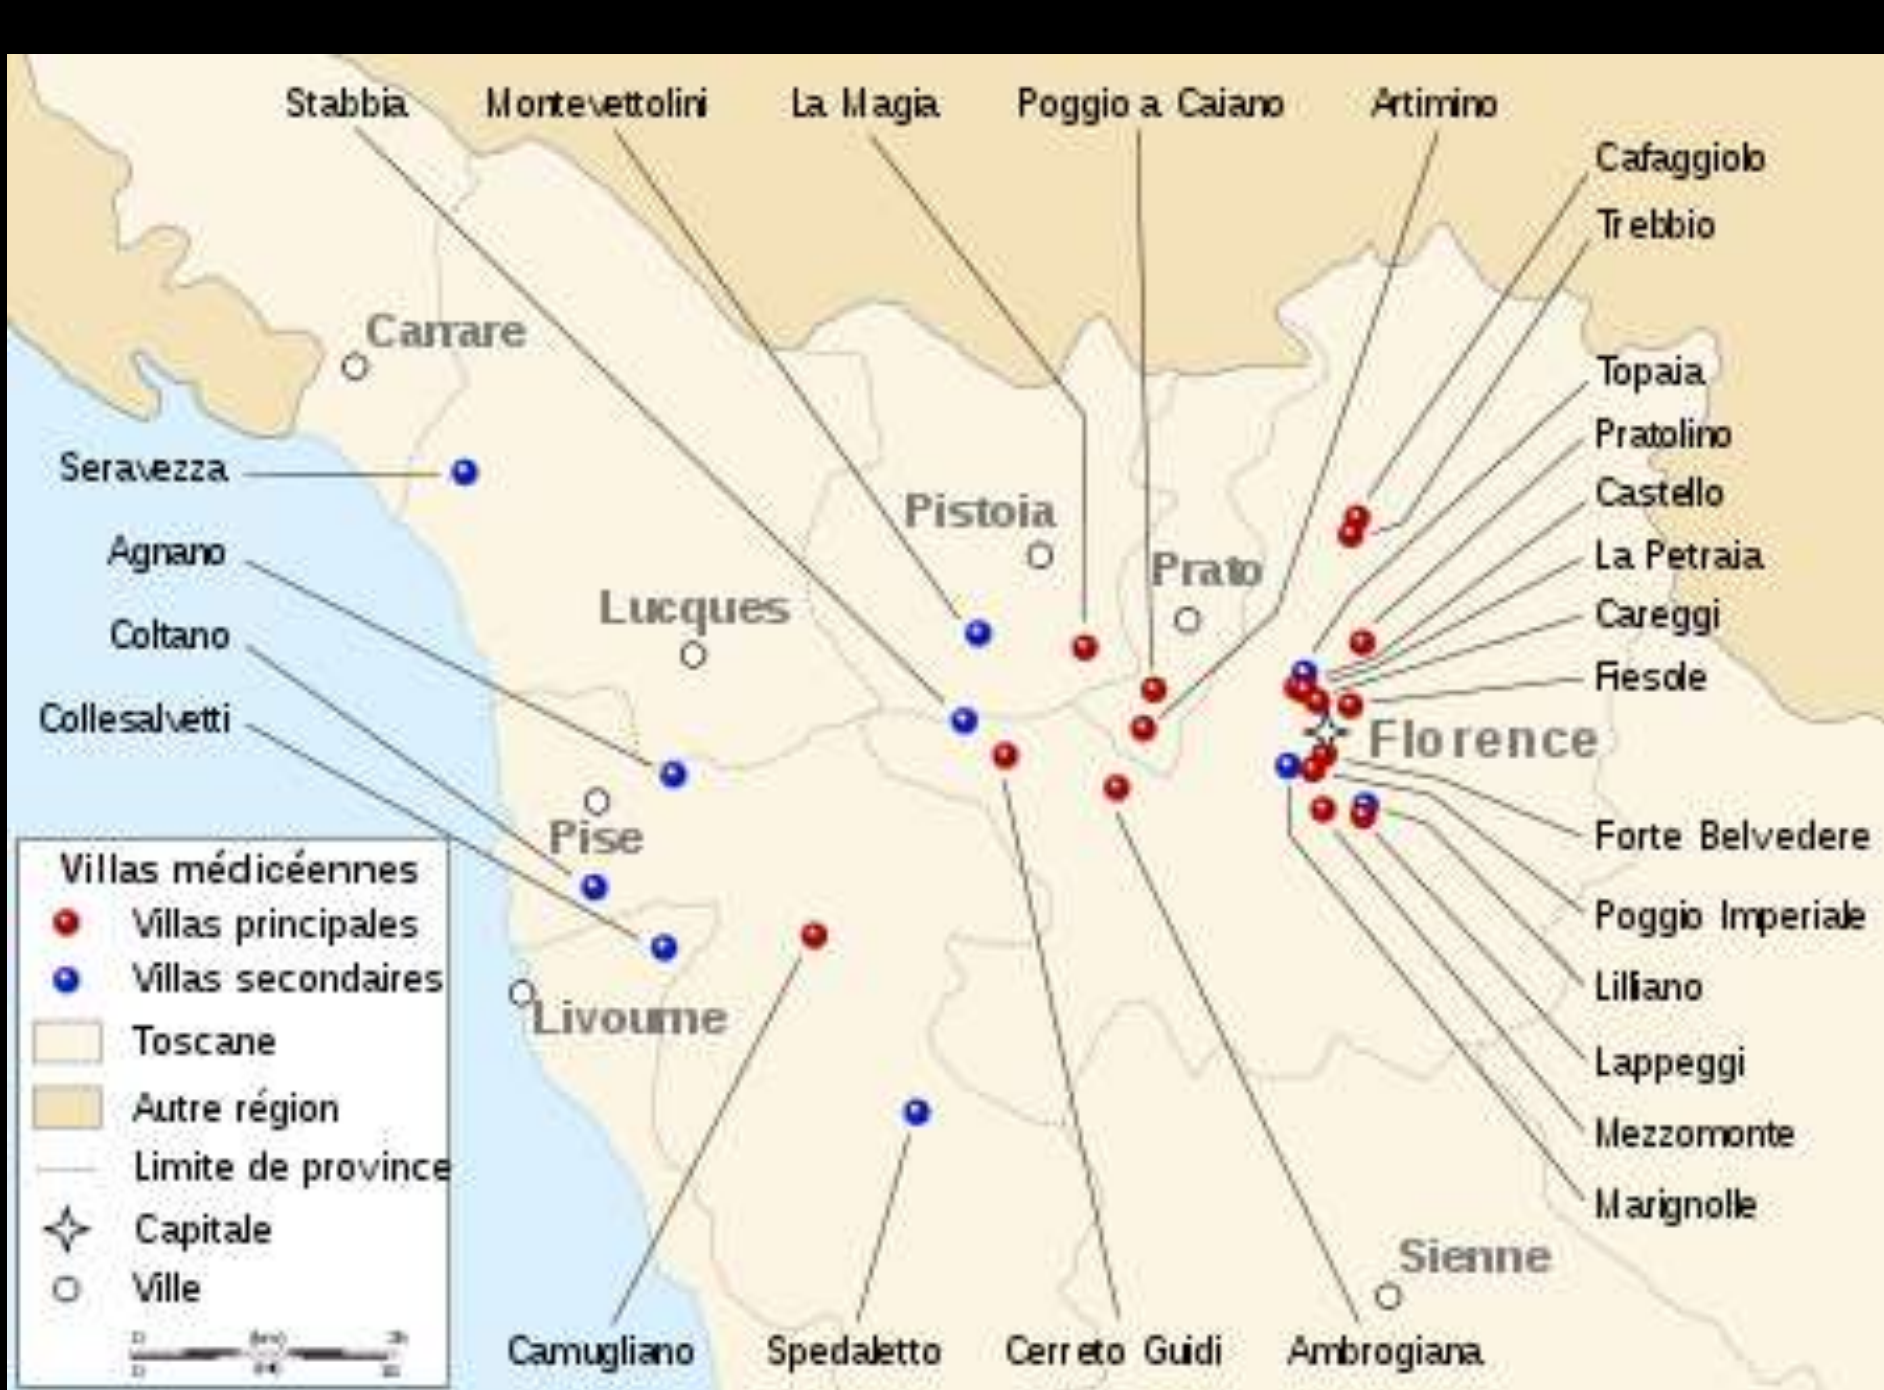 Stabbia
Montevettolini
La Magia
Poggio a Caiano
Artimino
Cafaggiolo
Trebbio
Carrare
Topaia
Pratolino
Seravezza
Castello
Pistoia
Agnano
La Petraia
Prato
Lucques
Careggi
Coltano
Fiesole
Collesalvetti
Florence
Pise
Forte Belvedere
Villas médicéennes
Villas principales
Poggio Imperiale
Villas secondaires
Lilliano
Livourne
Toscane
Lappeggi
Autre région
Mezzomonte
Limite de province
Marignolle
Capitale
Sienne
Ville
Camugliano
Spedaletto
Cerreto Guidi
Ambrogiana